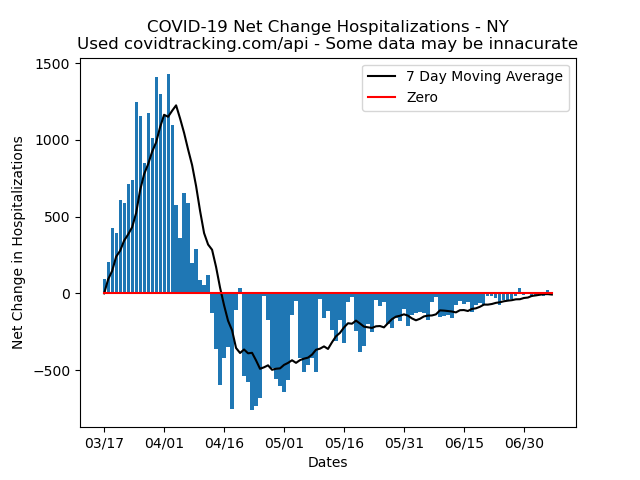 COVID-19 Net Change Hospitalizations - NY
Used covidtracking.com/api - Some data may be innacurate
7 Day Moving Average
Zero
Net Change in Hospitalizations
1500
1000
500
0
−500
03/17 04/01 04/16 05/01 05/16 05/31 06/15 06/30
Dates